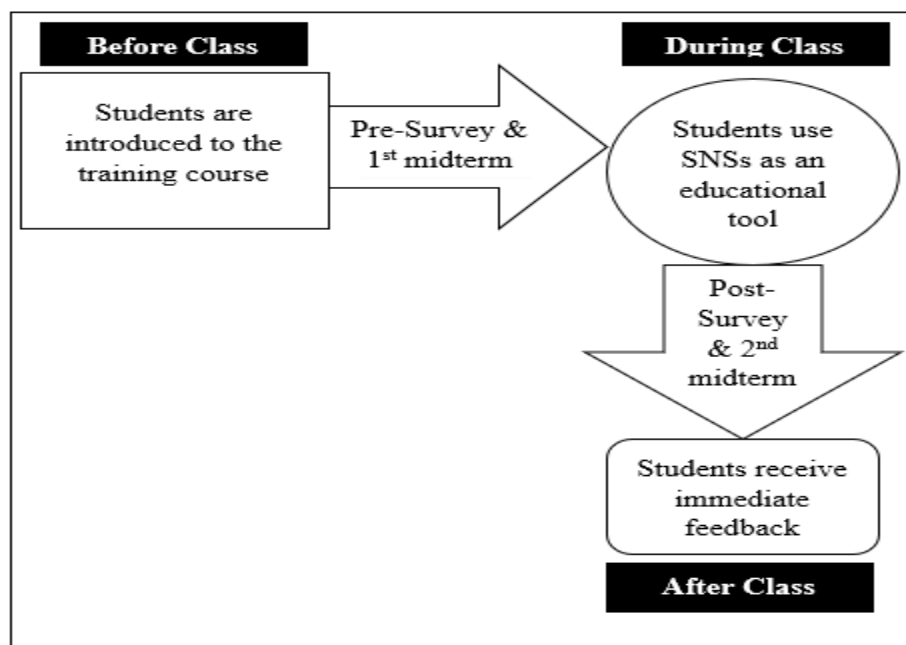 Before Class
During Class
Students are
introduced to the
training course
Pre-Survey &
1st midterm
Students use
SNSs as an
educational
tool
Post-
Survey
& 2nd
midterm
Students receive
immediate
feedback
After Class